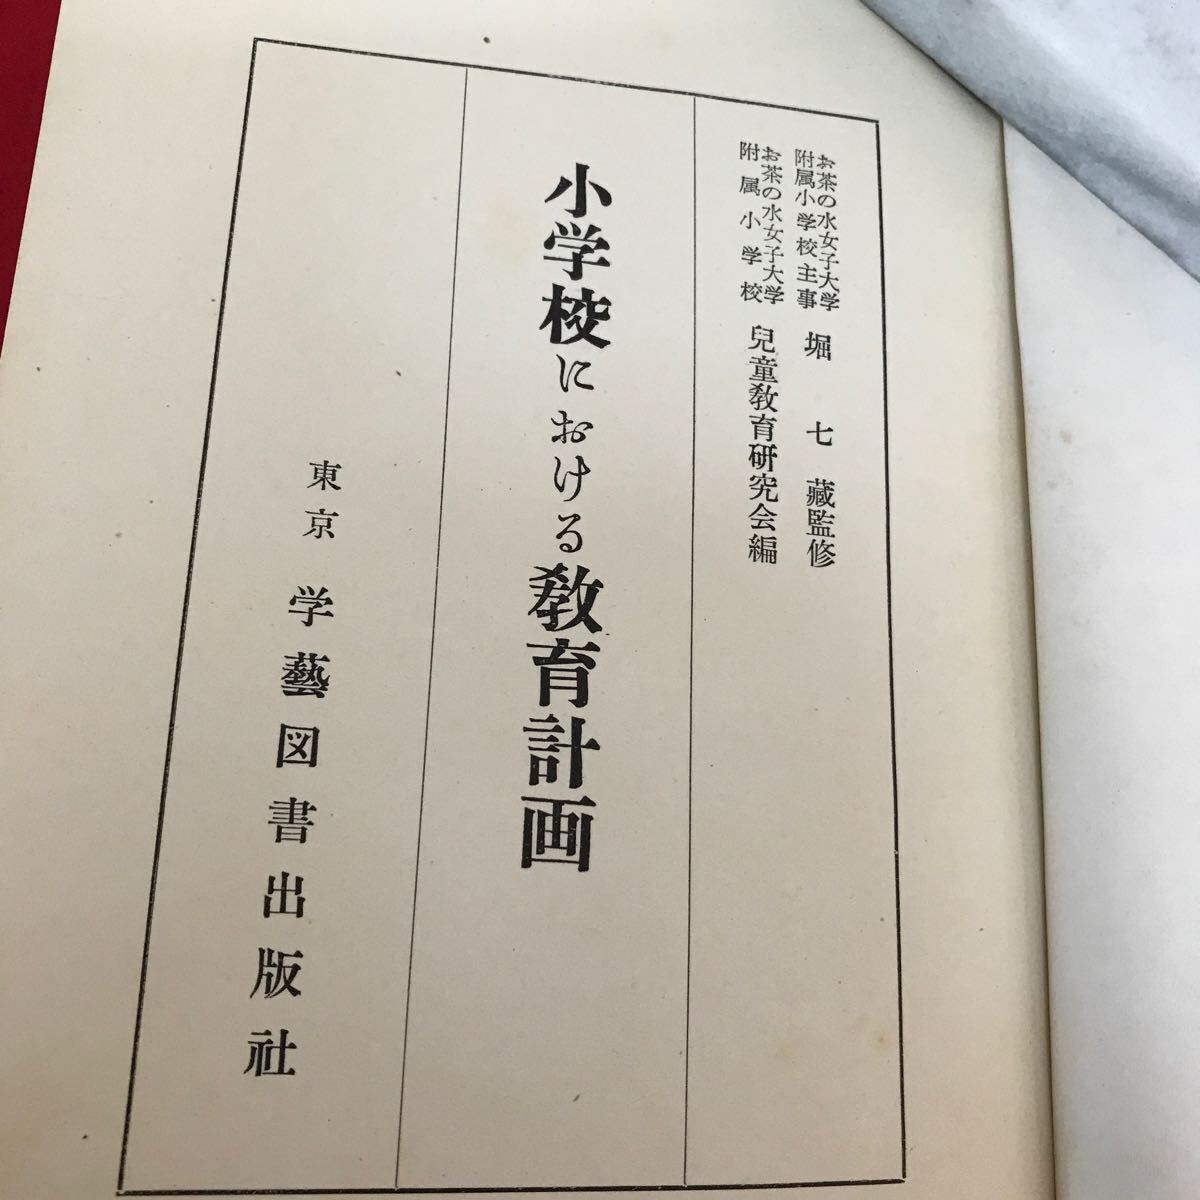 お茶の水女子大学
附属小学校主事 堀七藏監修
お茶の水女子大学
附属小学校 兒童教育研究会編
小学校における教育計画
東京 学藝図書出版社